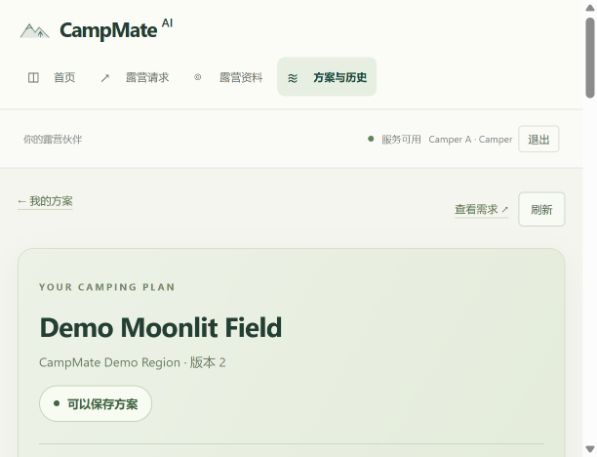 CampMate AI
首页
露营请求
露营资料
方案与历史
你的露营伙伴
服务可用
Camper A · Camper
退出
← 我的方案
查看需求 ↗
刷新
YOUR CAMPING PLAN
Demo Moonlit Field
CampMate Demo Region · 版本 2
可以保存方案